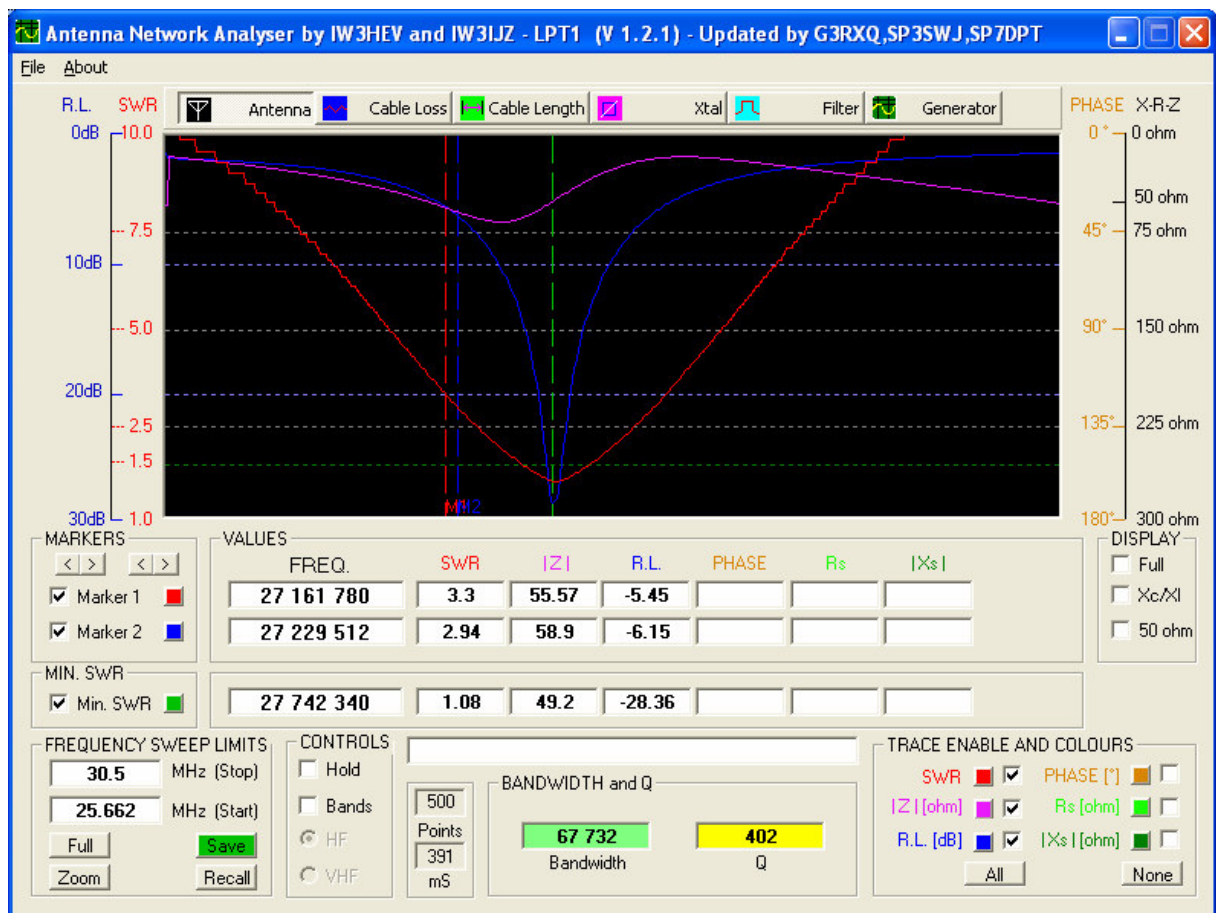 Antenna Network Analyser by IW3HEV and IW3IJZ - LPT1 (V 1.2.1) - Updated by G3RXQ,SP3SWJ,SP7DPT
File About
R.L. SWR Antenna Cable Loss Cable Length Xtal Filter Generator PHASE X-R-Z
0dB 10.0 0 ° 0 ohm
50 ohm
7.5 45° 75 ohm
10dB
5.0 90° 150 ohm
20dB
2.5 135° 225 ohm
1.5
M1 M2
30dB 1.0 180° 300 ohm
MARKERS VALUES DISPLAY
< > < > FREQ. SWR |Z| R.L. PHASE Rs |Xs| Full
Marker 1 27 161 780 3.3 55.57 -5.45 Xc/Xl
Marker 2 27 229 512 2.94 58.9 -6.15 50 ohm
MIN. SWR
Min. SWR 27 742 340 1.08 49.2 -28.36
FREQUENCY SWEEP LIMITS CONTROLS TRACE ENABLE AND COLOURS
30.5 MHz (Stop) Hold BANDWIDTH and Q SWR PHASE [°]
25.662 MHz (Start) Bands 500 |Z| [ohm] Rs [ohm]
Full Save HF Points 67 732 402 R.L. [dB] |Xs| [ohm]
Zoom Recall VHF 391 Bandwidth Q All None
mS